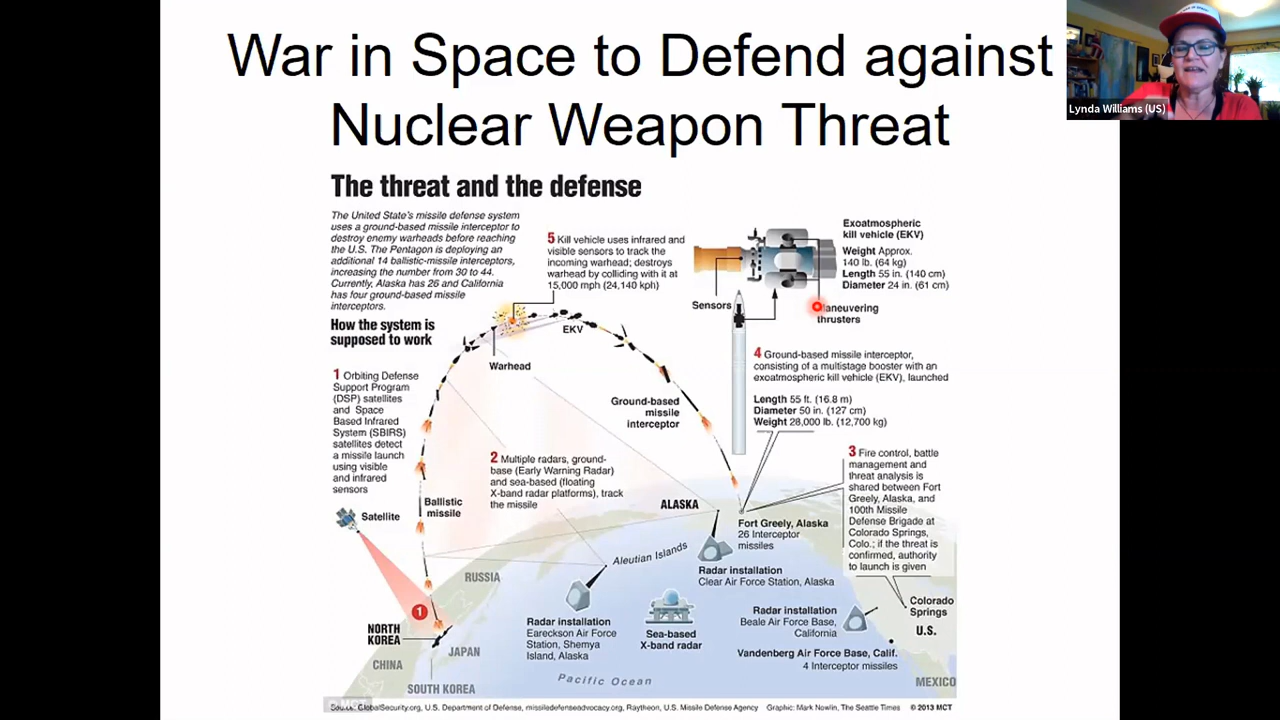 War in Space to Defend against
Nuclear Weapon Threat
Lynda Williams (US)
The threat and the defense
The United State's missile defense system
uses a ground-based missile interceptor to
destroy enemy warheads before reaching
the U.S. The Pentagon is deploying an
additional 14 ballistic-missile interceptors,
increasing the number from 30 to 44.
Currently, Alaska has 26 and California
has four ground-based missile
interceptors.
How the system is
supposed to work
1 Orbiting Defense
Support Program
(DSP) satellites
and Space
Based Infrared
System (SBIRS)
satellites detect
a missile launch
using visible
and infrared
sensors
Satellite
5 Kill vehicle uses infrared and
visible sensors to track the
incoming warhead; destroys
warhead by colliding with it at
15,000 mph (24,140 kph)
EKV
Warhead
Exoatmospheric
kill vehicle (EKV)
Weight Approx.
140 lb. (64 kg)
Length 55 in. (140 cm)
Diameter 24 in. (61 cm)
Sensors
thrusters
4 Ground-based missile interceptor,
consisting of a multistage booster with an
exoatmospheric kill vehicle (EKV), launched
Length 55 ft. (16.8 m)
Diameter 50 in. (127 cm)
Weight 28,000 lb. (12,700 kg)
Ground-based
missile
interceptor
2 Multiple radars, ground-
base (Early Warning Radar)
and sea-based (floating
X-band radar platforms), track
the missile
Ballistic
missile
3 Fire control, battle
management and
threat analysis is
shared between Fort
Greely, Alaska, and
100th Missile
Defense Brigade at
Colorado Springs,
Colo.; if the threat is
confirmed, authority
to launch is given
ALASKA
Fort Greely, Alaska
26 Interceptor
missiles
Aleutian Islands
Radar installation
Clear Air Force Station, Alaska
RUSSIA
1
NORTH
KOREA
JAPAN
CHINA
SOUTH KOREA
Radar installation
Eareckson Air Force
Station, Shemya
Island, Alaska
Sea-based
X-band radar
Radar installation
Beale Air Force Base,
California
Colorado
Springs
U.S.
Vandenberg Air Force Base, Calif.
4 Interceptor missiles
Pacific Ocean
MEXICO
© MCT
Source: GlobalSecurity.org, U.S. Department of Defense, missiledefenseadvocacy.org, Raytheon, U.S. Missile Defense Agency Graphic: Mark Nowlin, The Seattle Times © 2013 MCT